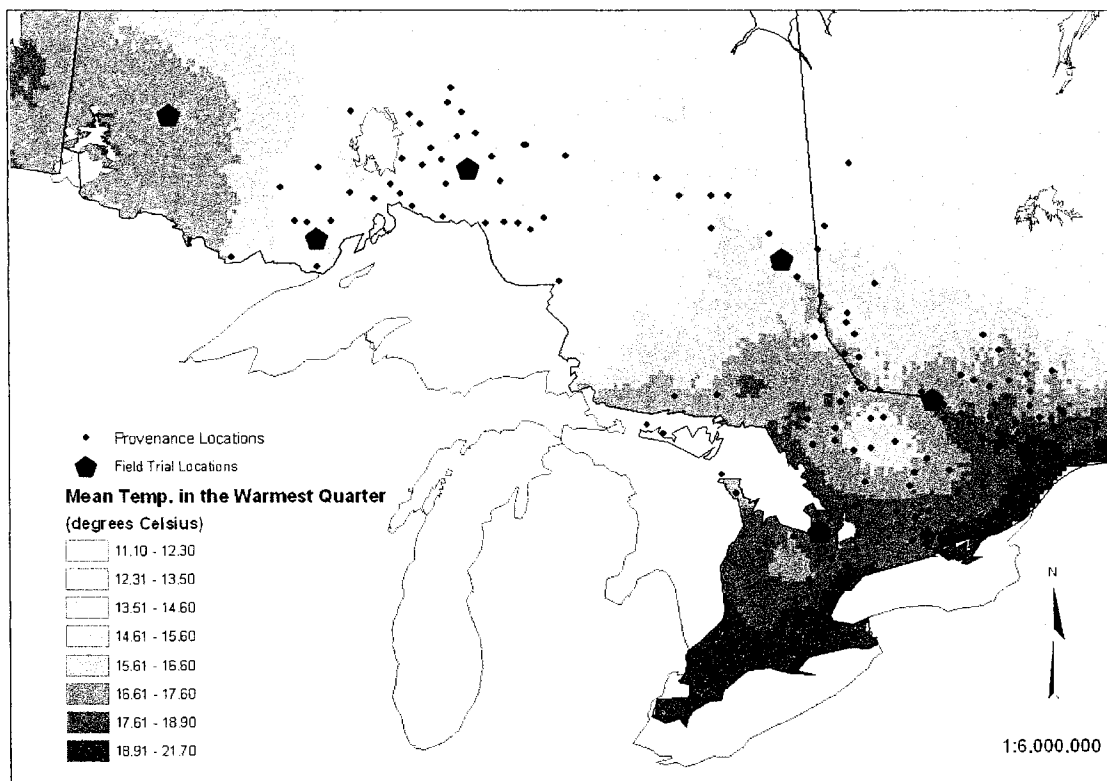 Provenance Locations
Field Trial Locations
Mean Temp. in the Warmest Quarter
(degrees Celsius)
11.10 - 12.30
12.31 - 13.50
13.51 - 14.60
14.61 - 15.60
15.61 - 16.60
16.61 - 17.60
17.61 - 18.90
18.91 - 21.70
N
1:6,000,000